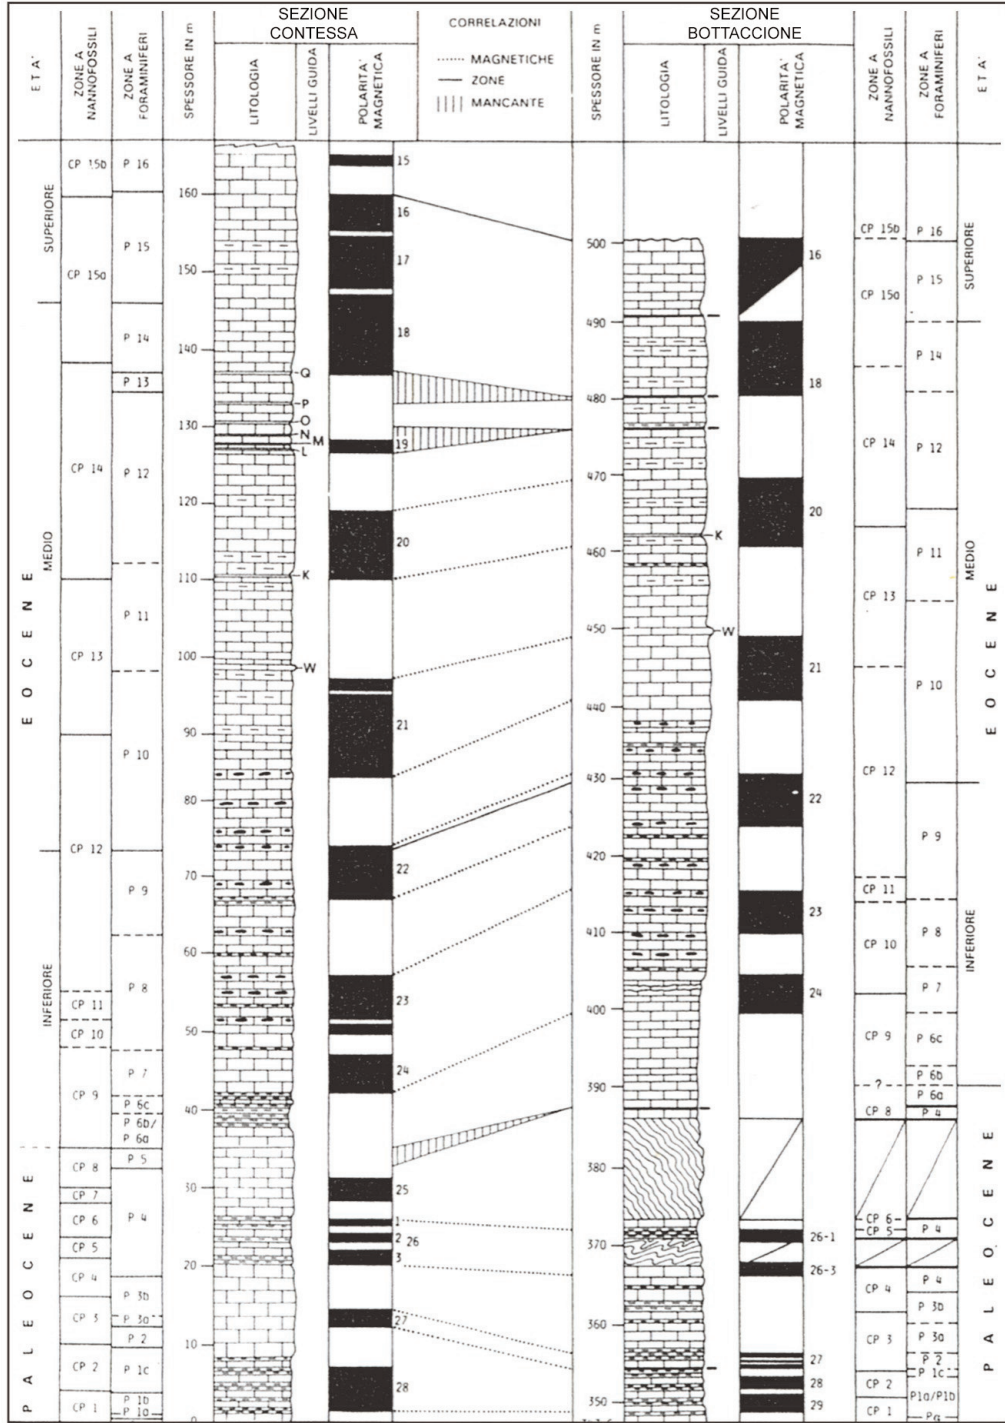 SEZIONE
CONTESSA
CORRELAZIONI
SEZIONE
BOTTACCIONE
ETA'
ZONE A
NANNOFOSSILI
ZONE A
FORAMINIFERI
SPESSORE IN m
LITOLOGIA
LIVELLI GUIDA
POLARITA'
MAGNETICA
MAGNETICHE
ZONE
MANCANTE
SPESSORE IN m
LITOLOGIA
LIVELLI GUIDA
POLARITA'
MAGNETICA
ZONE A
NANNOFOSSILI
ZONE A
FORAMINIFERI
ETA'
EOCENE
PALEOCENE
SUPERIORE
MEDIO
INFERIORE
CP 15b
CP 15a
CP 14
CP 13
CP 12
CP 11
CP 10
CP 9
CP 8
CP 7
CP 6
CP 5
CP 4
CP 3
CP 2
CP 1
P 16
P 15
P 14
P 13
P 12
P 11
P 10
P 9
P 8
P 7
P 6c
P 6b/
P 6a
P 5
P 4
P 3b
P 3a
P 2
P 1c
P 1b
P 1a
160
150
140
130
120
110
100
90
80
70
60
50
40
30
20
10
0
Q
P
O
N
M
L
K
W
15
16
17
18
19
20
21
22
23
24
25
1
2 26
3
27
28
500
490
480
470
460
450
440
430
420
410
400
390
380
370
360
350
K
W
16
18
20
21
22
23
24
26-1
26-3
27
28
29
CP 15b
CP 15a
CP 14
CP 13
CP 12
CP 11
CP 10
CP 9
?
CP 8
CP 6
CP 5
CP 4
CP 3
CP 2
CP 1
P 16
P 15
P 14
P 12
P 11
P 10
P 9
P 8
P 7
P 6c
P 6b
P 6a
P 4
P 4
P 4
P 3b
P 3a
P 2
P 1c
P1a/P1b
Pα
SUPERIORE
MEDIO
INFERIORE
EOCENE
PALEOCENE